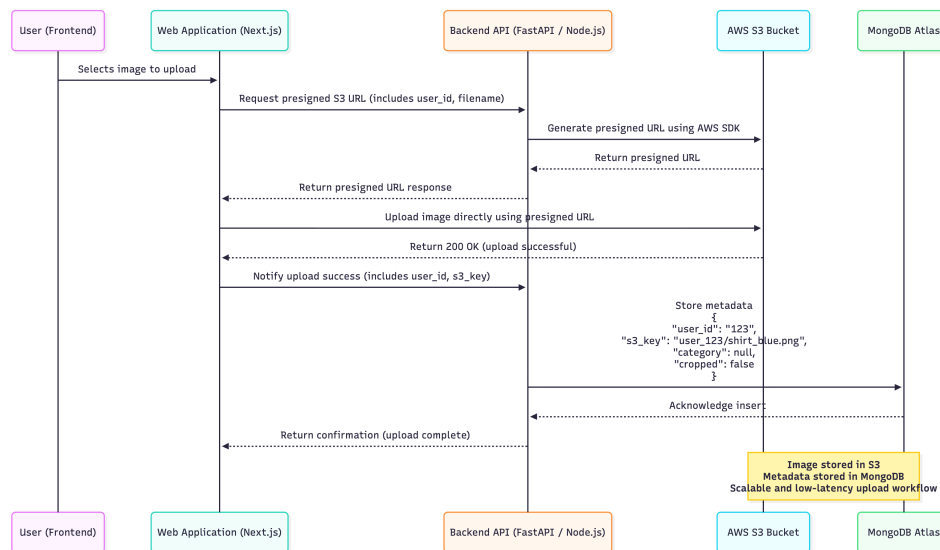 User (Frontend)
Web Application (Next.js)
Backend API (FastAPI / Node.js)
AWS S3 Bucket
MongoDB Atlas
Selects image to upload
Request presigned S3 URL (includes user_id, filename)
Generate presigned URL using AWS SDK
Return presigned URL
Return presigned URL response
Upload image directly using presigned URL
Return 200 OK (upload successful)
Notify upload success (includes user_id, s3_key)
Store metadata
{
"user_id": "123",
"s3_key": "user_123/shirt_blue.png",
"category": null,
"cropped": false
}
Acknowledge insert
Return confirmation (upload complete)
Image stored in S3
Metadata stored in MongoDB
Scalable and low-latency upload workflow
User (Frontend)
Web Application (Next.js)
Backend API (FastAPI / Node.js)
AWS S3 Bucket
MongoDB Atlas